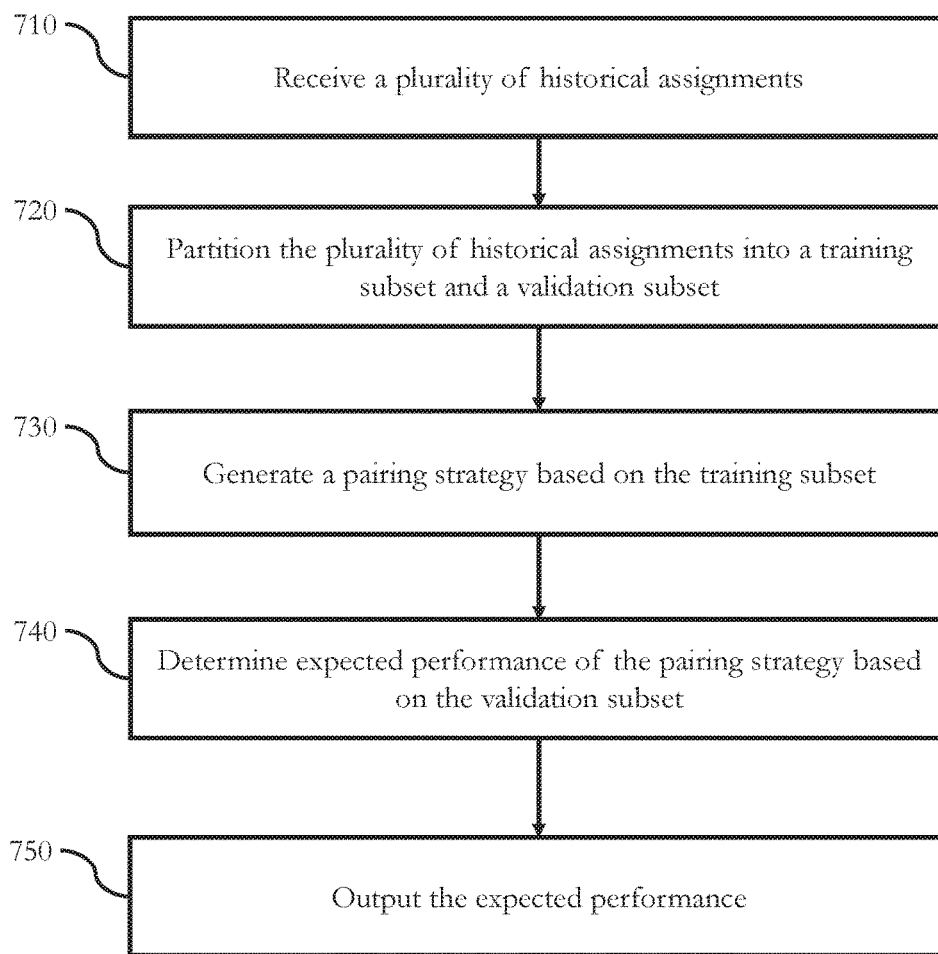 710
Receive a plurality of historical assignments
720
Partition the plurality of historical assignments into a training
subset and a validation subset
730
Generate a pairing strategy based on the training subset
740
Determine expected performance of the pairing strategy based
on the validation subset
750
Output the expected performance